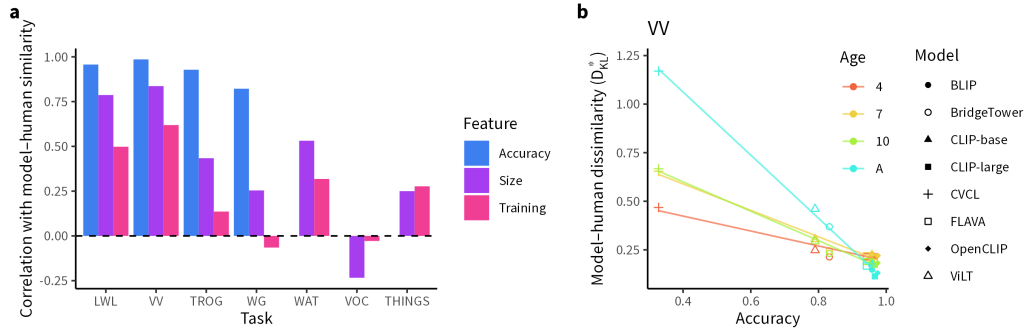 a
Correlation with model−human similarity
1.00
0.75
0.50
0.25
0.00
-0.25
LWL VV TROG WG WAT VOC THINGS
Task
Feature
Accuracy
Size
Training
b
VV
Model−human dissimilarity (D*KL)
1.25
1.00
0.75
0.50
0.25
0.4 0.6 0.8 1.0
Accuracy
Age
4
7
10
A
Model
BLIP
BridgeTower
CLIP-base
CLIP-large
CVCL
FLAVA
OpenCLIP
ViLT